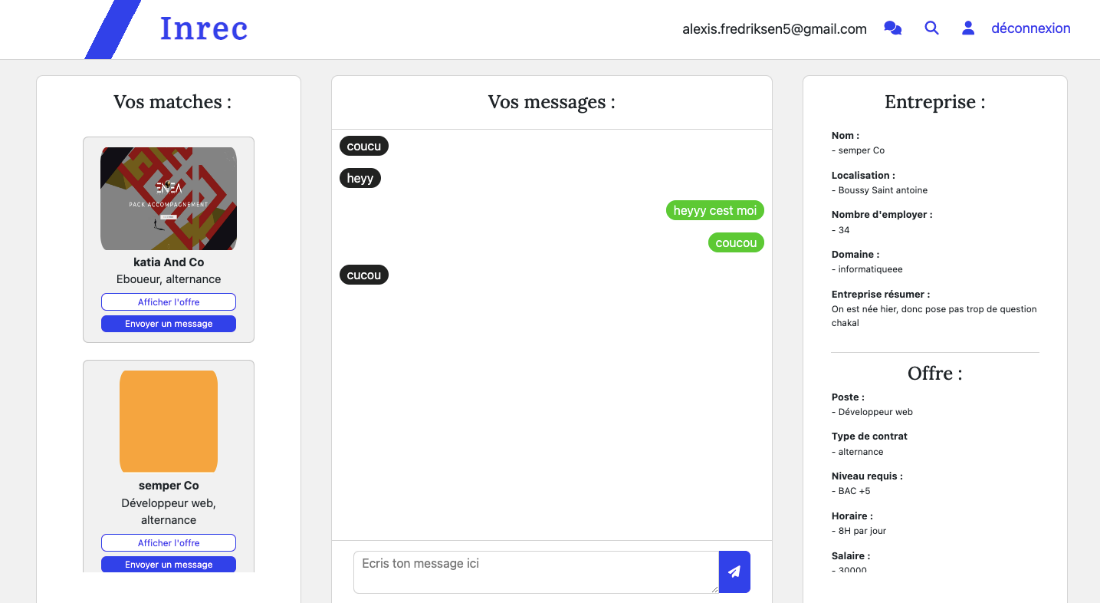 Inrec
alexis.fredriksen5@gmail.com
déconnexion
Vos matches :
ENEA
PACK ACCOMPAGNEMENT
katia And Co
Eboueur, alternance
Afficher l'offre
Envoyer un message
semper Co
Développeur web,
alternance
Afficher l'offre
Envoyer un message
Vos messages :
coucu
heyy
heyyy cest moi
coucou
cucou
Ecris ton message ici
Entreprise :
Nom :
- semper Co
Localisation :
- Boussy Saint antoine
Nombre d'employer :
- 34
Domaine :
- informatiqueee
Entreprise résumer :
On est née hier, donc pose pas trop de question
chakal
Offre :
Poste :
- Développeur web
Type de contrat
- alternance
Niveau requis :
- BAC +5
Horaire :
- 8H par jour
Salaire :
- 30000